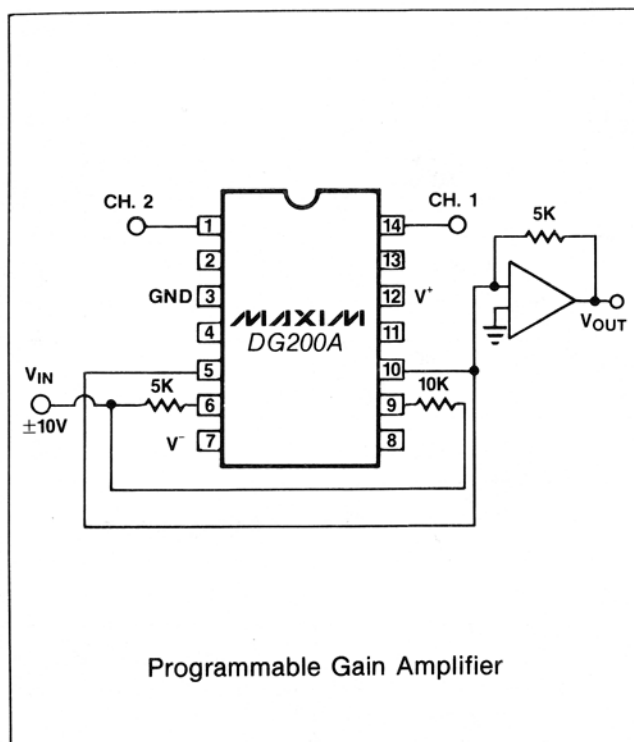 CH. 2
CH. 1
1
14
5K
2
13
GND
3
12
V⁺
MAXIM
DG200A
4
11
VOUT
VIN
5
10
5K
10K
6
9
±10V
V⁻
7
8
Programmable Gain Amplifier